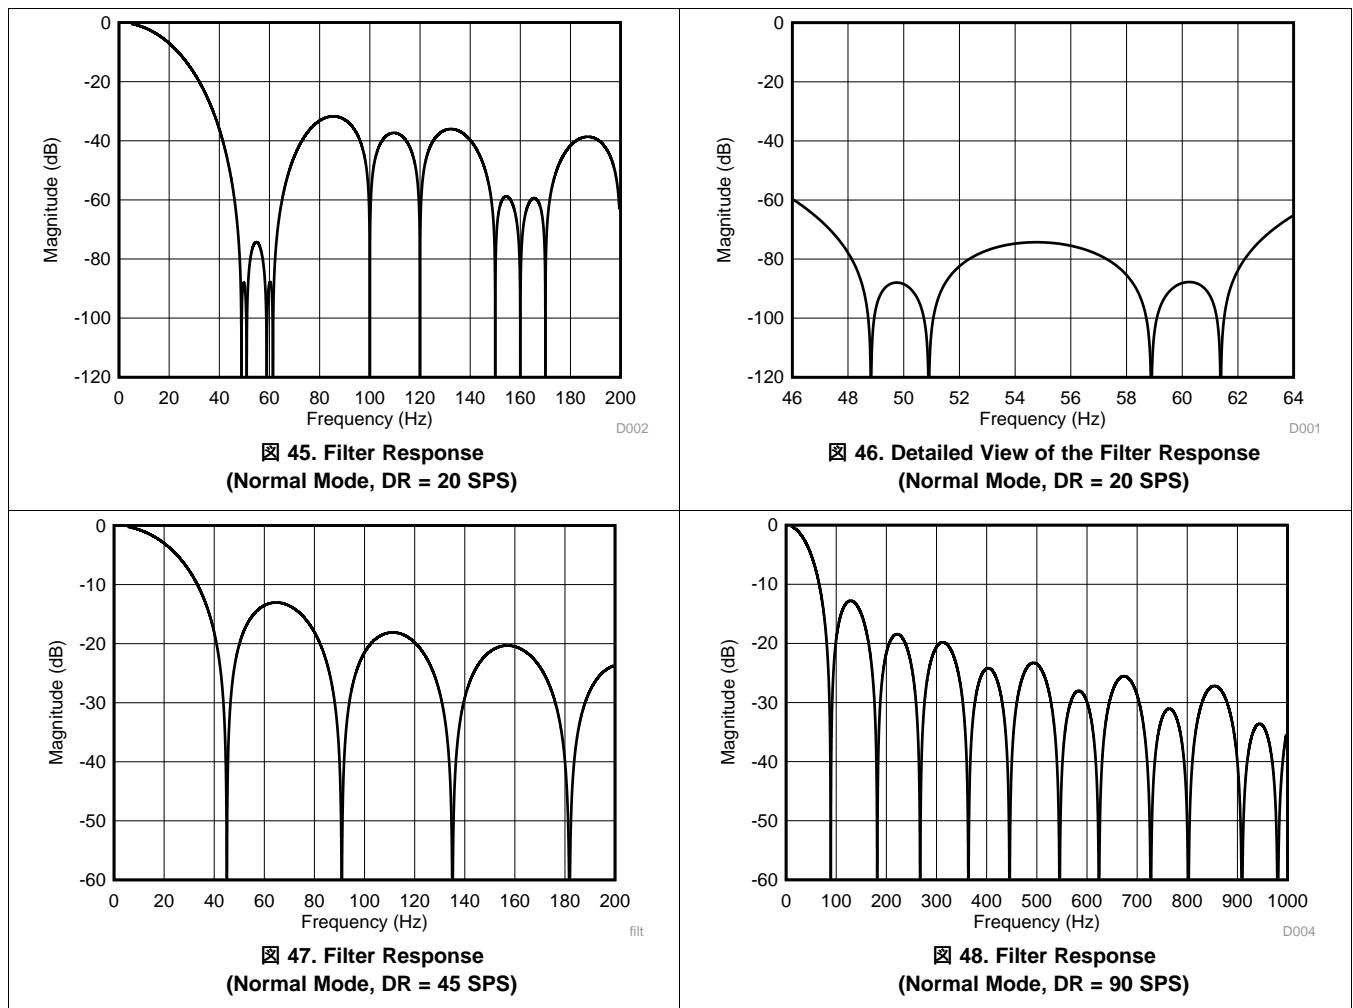 0
-20
-40
-60
-80
-100
-120
Magnitude (dB)
0 20 40 60 80 100 120 140 160 180 200
Frequency (Hz)
D002
図 45. Filter Response
(Normal Mode, DR = 20 SPS)
0
-20
-40
-60
-80
-100
-120
Magnitude (dB)
46 48 50 52 54 56 58 60 62 64
Frequency (Hz)
D001
図 46. Detailed View of the Filter Response
(Normal Mode, DR = 20 SPS)
0
-10
-20
-30
-40
-50
-60
Magnitude (dB)
0 20 40 60 80 100 120 140 160 180 200
Frequency (Hz)
filt
図 47. Filter Response
(Normal Mode, DR = 45 SPS)
0
-10
-20
-30
-40
-50
-60
Magnitude (dB)
0 100 200 300 400 500 600 700 800 900 1000
Frequency (Hz)
D004
図 48. Filter Response
(Normal Mode, DR = 90 SPS)